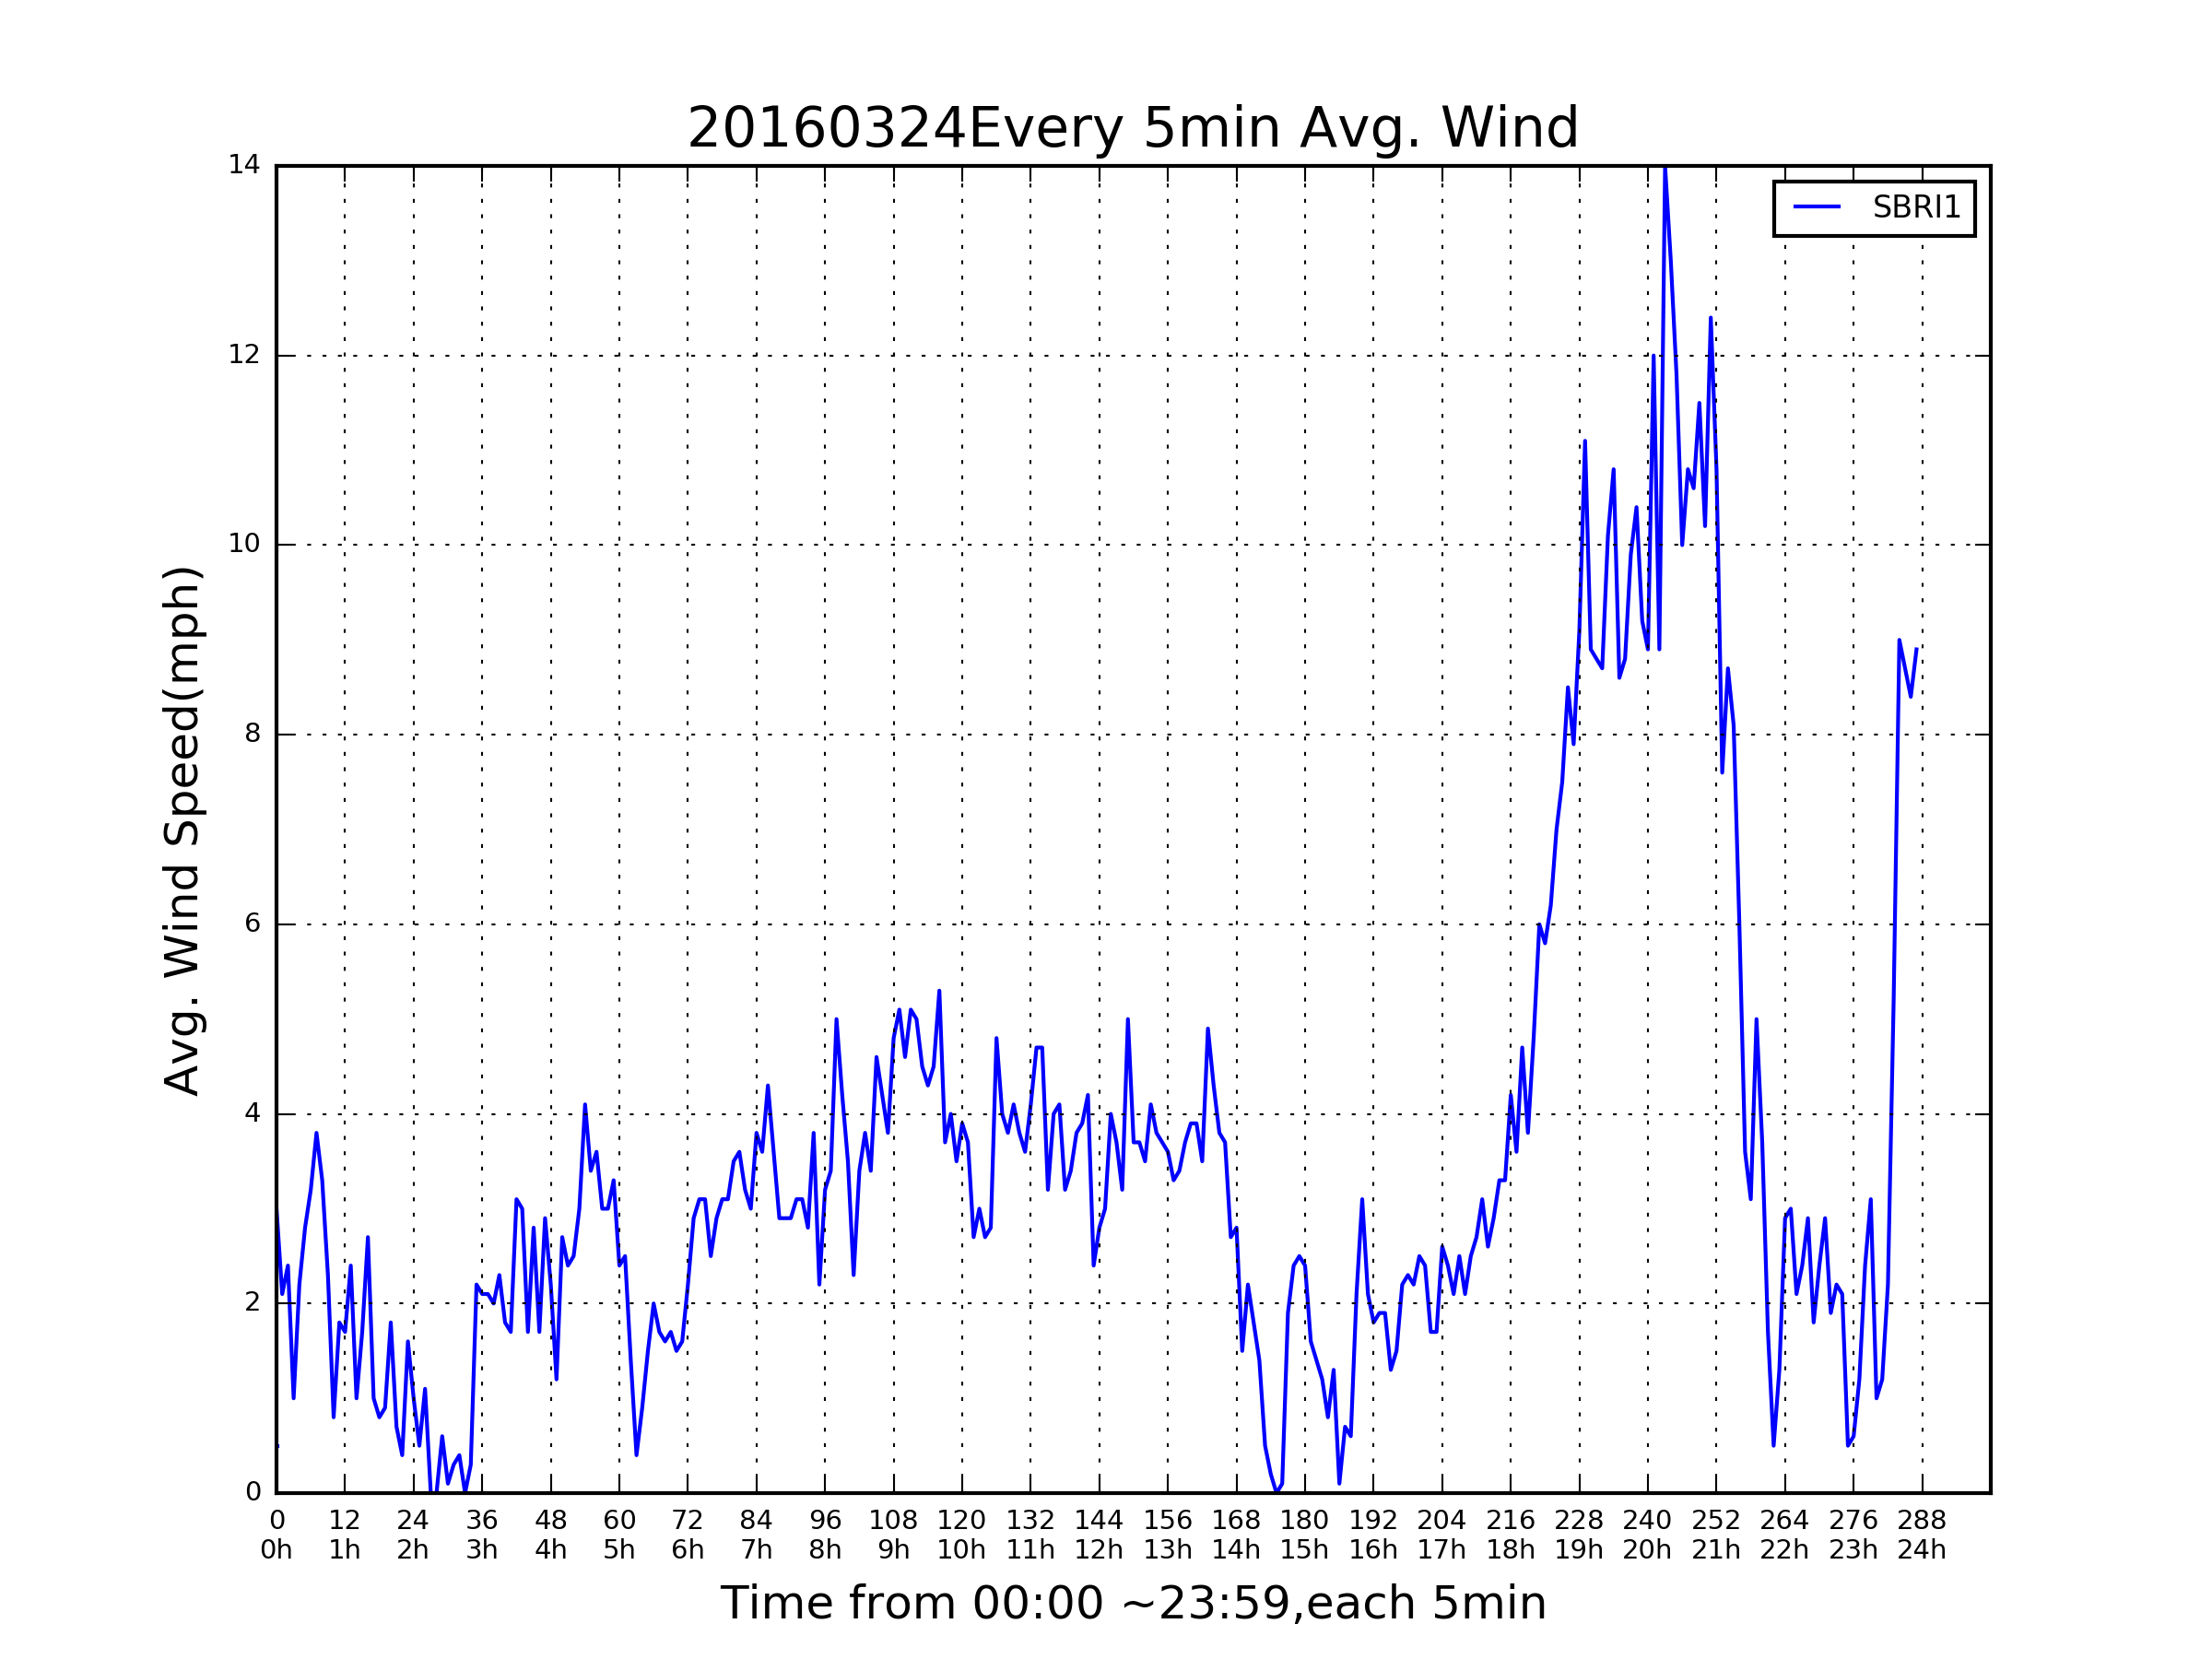 20160324Every 5min Avg. Wind
SBRI1
Avg. Wind Speed(mph)
14
12
10
8
6
4
2
0
0 12 24 36 48 60 72 84 96 108 120 132 144 156 168 180 192 204 216 228 240 252 264 276 288
0h 1h 2h 3h 4h 5h 6h 7h 8h 9h 10h 11h 12h 13h 14h 15h 16h 17h 18h 19h 20h 21h 22h 23h 24h
Time from 00:00 ~23:59,each 5min